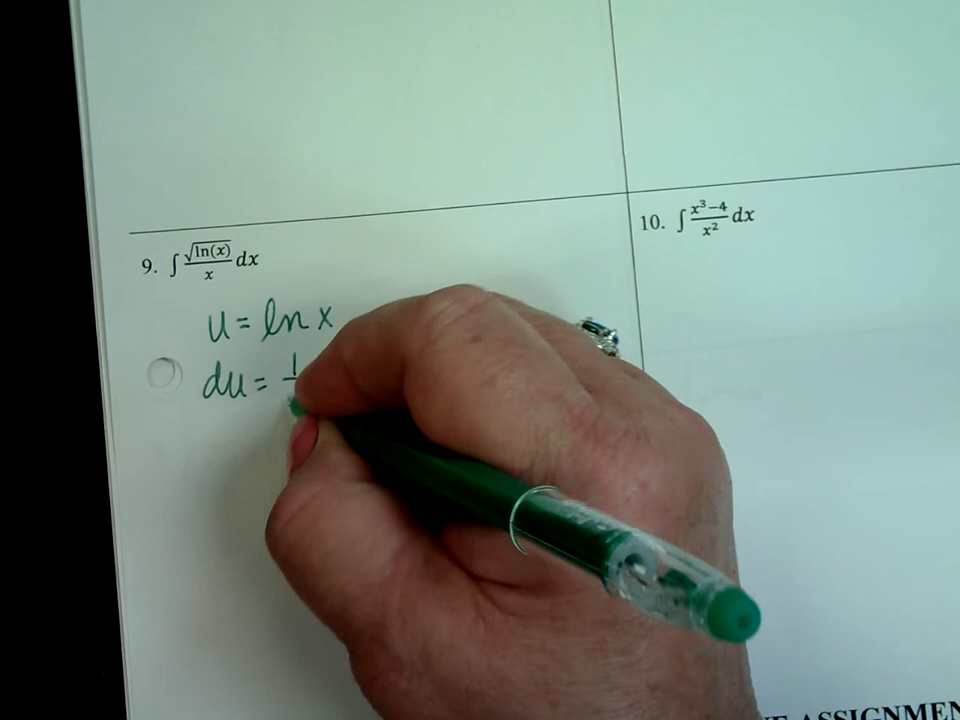 9. ∫ √ln(x)/x dx
u = ln x
du = 1
10. ∫ x³−4/x² dx
ASSIGNMEN